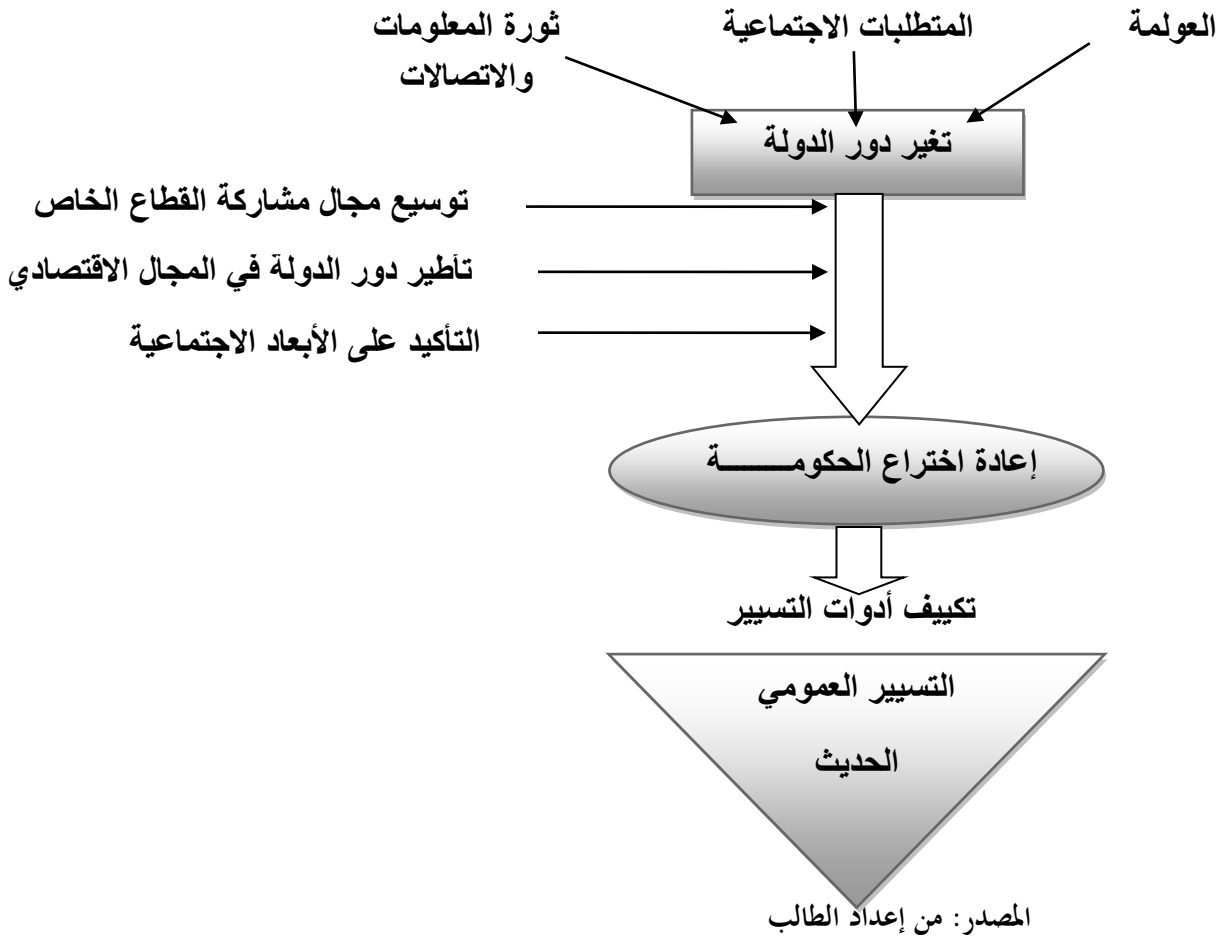 العولمة
المتطلبات الاجتماعية
ثورة المعلومات
والاتصالات
تغير دور الدولة
توسيع مجال مشاركة القطاع الخاص
تأطير دور الدولة في المجال الاقتصادي
التأكيد على الأبعاد الاجتماعية
إعادة اختراع الحكومـــــــة
تكييف أدوات التسيير
التسيير العمومي
الحديث
المصدر: من إعداد الطالب